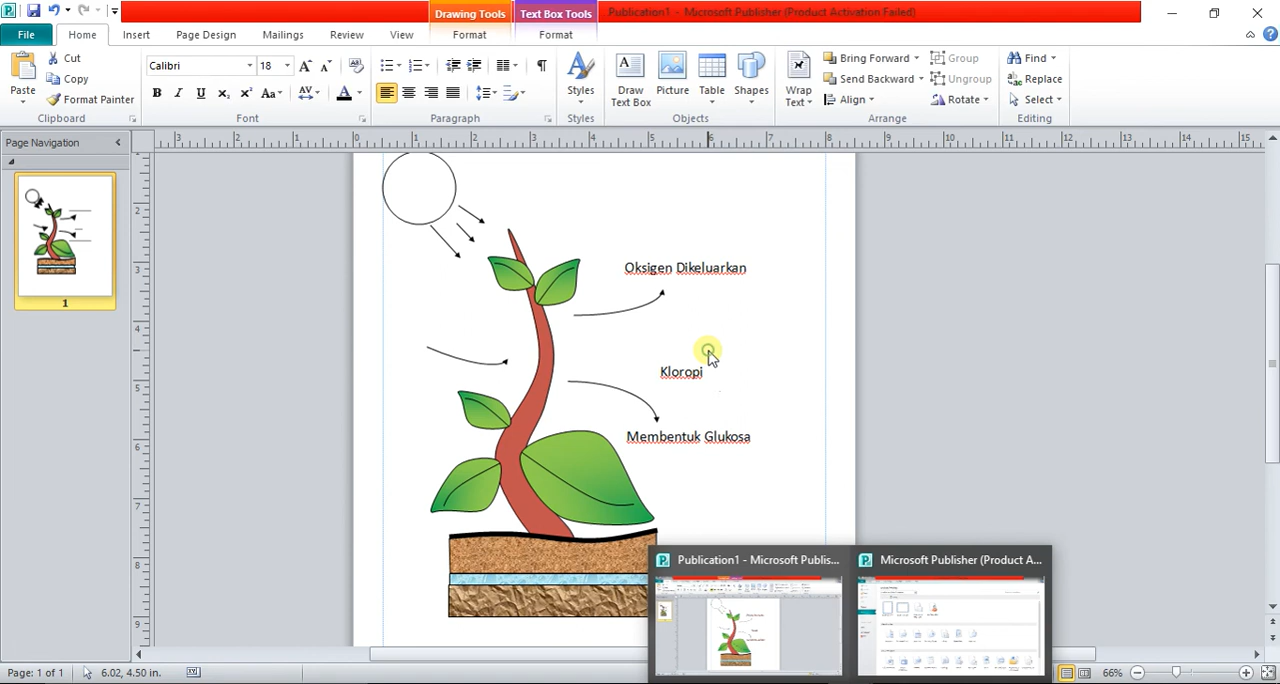 Drawing Tools
Text Box Tools
Publication1 - Microsoft Publisher (Product Activation Failed)
File
Home
Insert
Page Design
Mailings
Review
View
Format
Format
Paste
Cut
Copy
Format Painter
Clipboard
Calibri
18
Font
Paragraph
Styles
Styles
Draw
Text Box
Picture
Table
Shapes
Objects
Wrap
Text
Bring Forward
Send Backward
Align
Group
Ungroup
Rotate
Arrange
Find
Replace
Select
Editing
Page Navigation
1
Oksigen Dikeluarkan
Kloropi
Membentuk Glukosa
Publication1 - Microsoft Publis...
Microsoft Publisher (Product A...
Page: 1 of 1
6.02, 4.50 in.
66%